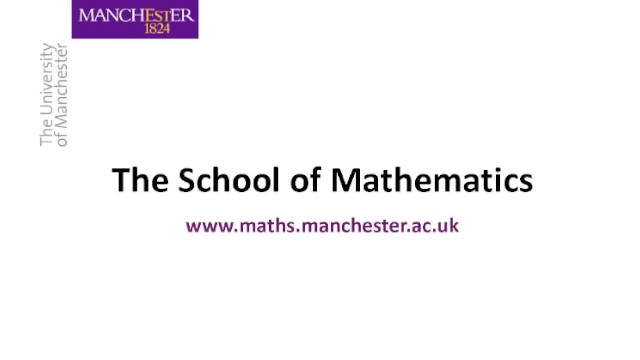 MANCHEstER
1824
The University
of Manchester
The School of Mathematics
www.maths.manchester.ac.uk